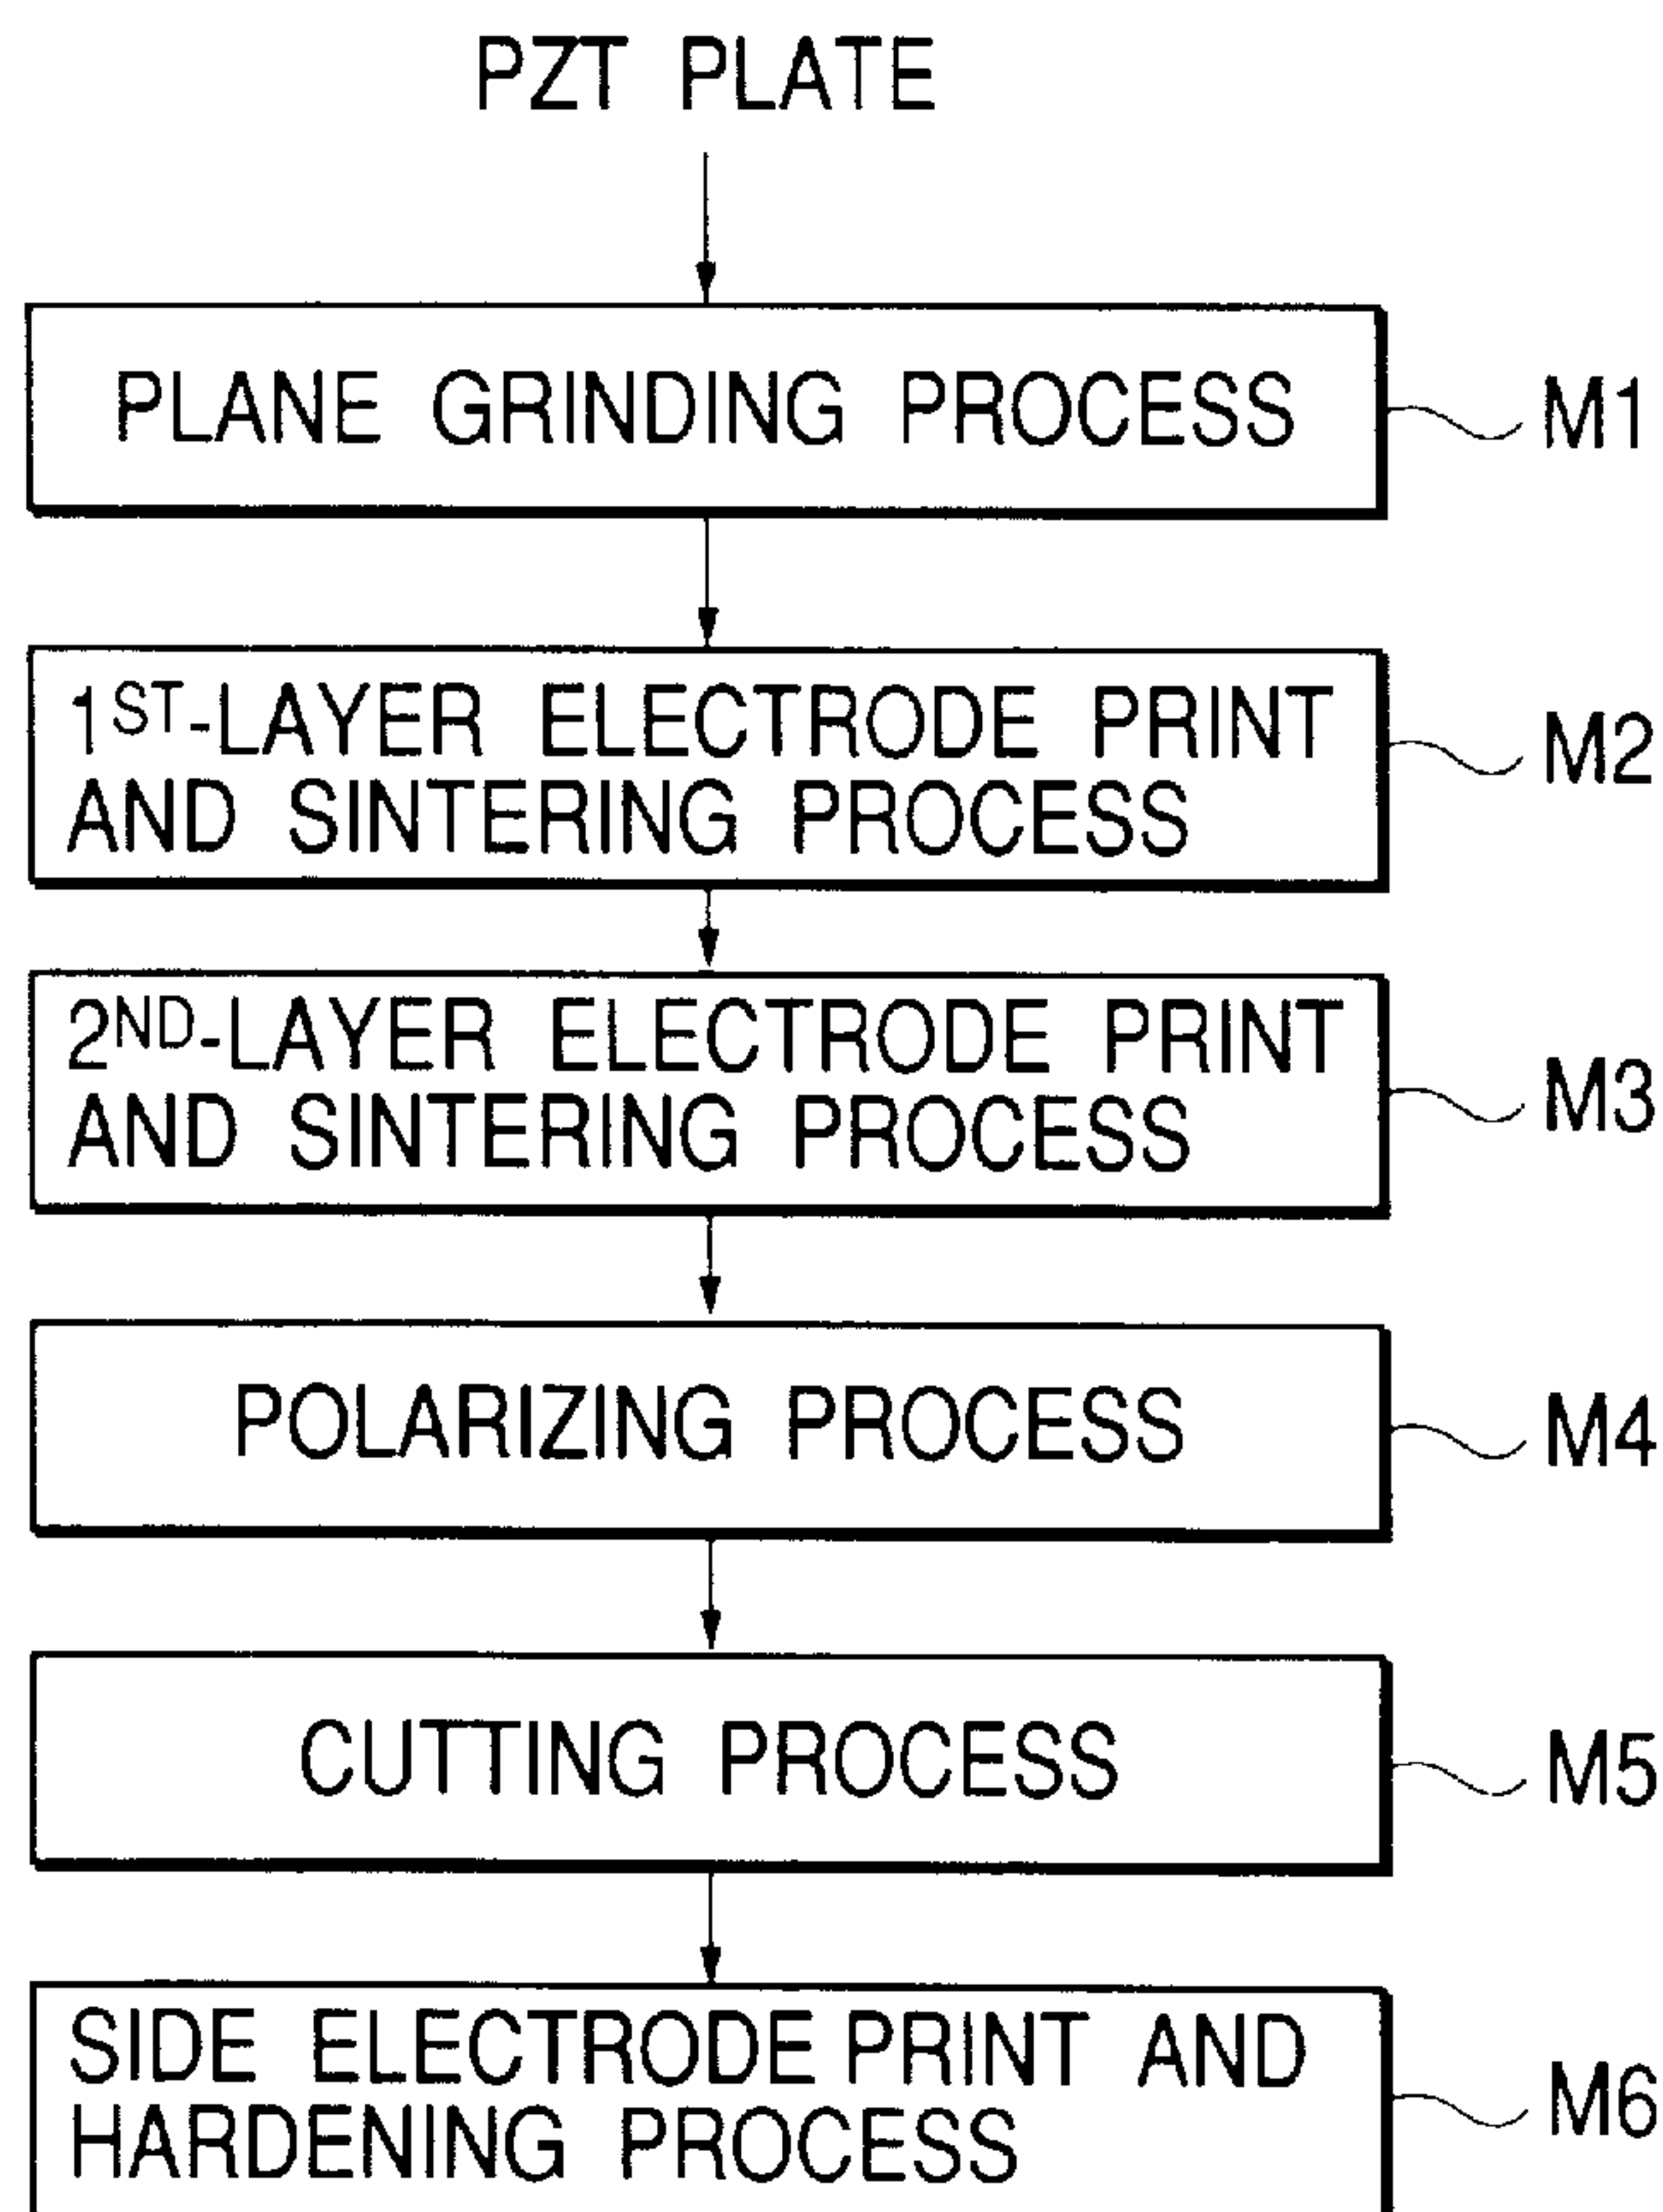 PZT PLATE
PLANE GRINDING PROCESS
M1
1ST-LAYER ELECTRODE PRINT
AND SINTERING PROCESS
M2
2ND-LAYER ELECTRODE PRINT
AND SINTERING PROCESS
M3
POLARIZING PROCESS
M4
CUTTING PROCESS
M5
SIDE ELECTRODE PRINT AND
HARDENING PROCESS
M6